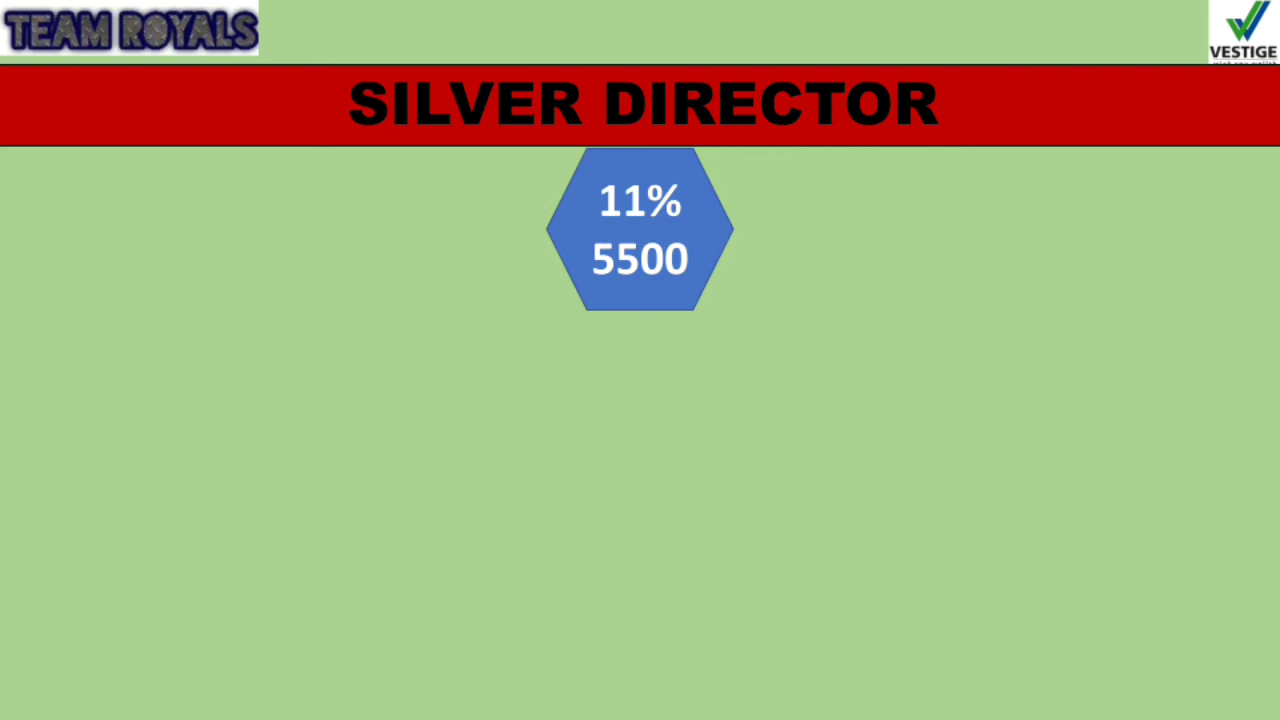 TEAM ROYALS
VESTIGE
SILVER DIRECTOR
11%
5500